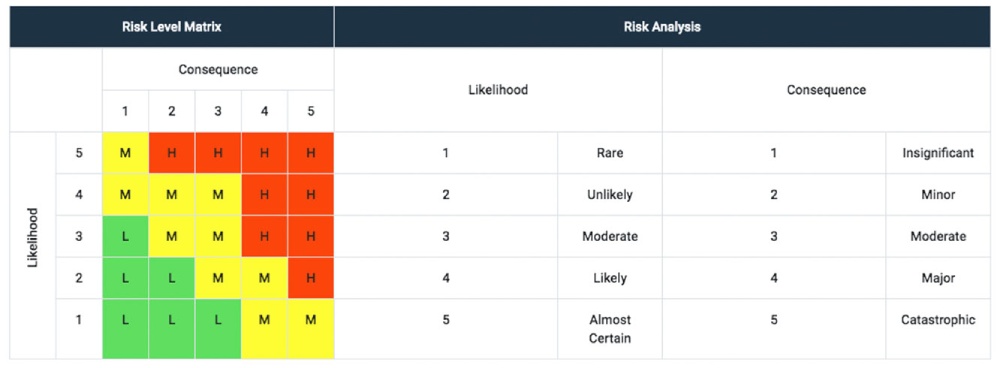 Risk Level Matrix Risk Analysis
Consequence
Likelihood Consequence
1 2 3 4 5
5 M H H H H 1 Rare 1 Insignificant
4 M M M H H 2 Unlikely 2 Minor
Likelihood
3 L M M H H 3 Moderate 3 Moderate
2 L L M M H 4 Likely 4 Major
1 L L L M M 5 Almost 5 Catastrophic
Certain